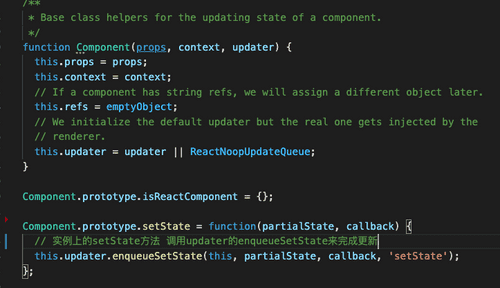 /**
 * Base class helpers for the updating state of a component.
 */
function Component(props, context, updater) {
  this.props = props;
  this.context = context;
  // If a component has string refs, we will assign a different object later.
  this.refs = emptyObject;
  // We initialize the default updater but the real one gets injected by the
  // renderer.
  this.updater = updater || ReactNoopUpdateQueue;
}
Component.prototype.isReactComponent = {};
Component.prototype.setState = function(partialState, callback) {
  // 实例上的setState方法 调用updater的enqueueSetState来完成更新
  this.updater.enqueueSetState(this, partialState, callback, 'setState');
};